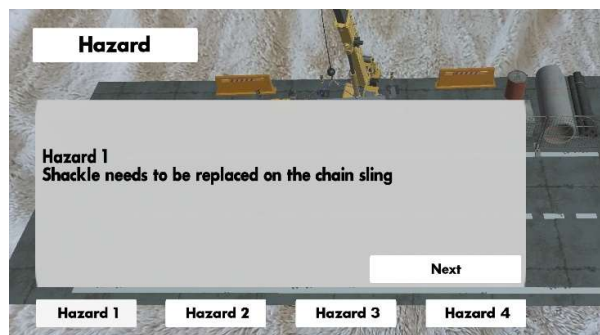 Hazard
Hazard 1
Shackle needs to be replaced on the chain sling
Next
Hazard 1
Hazard 2
Hazard 3
Hazard 4